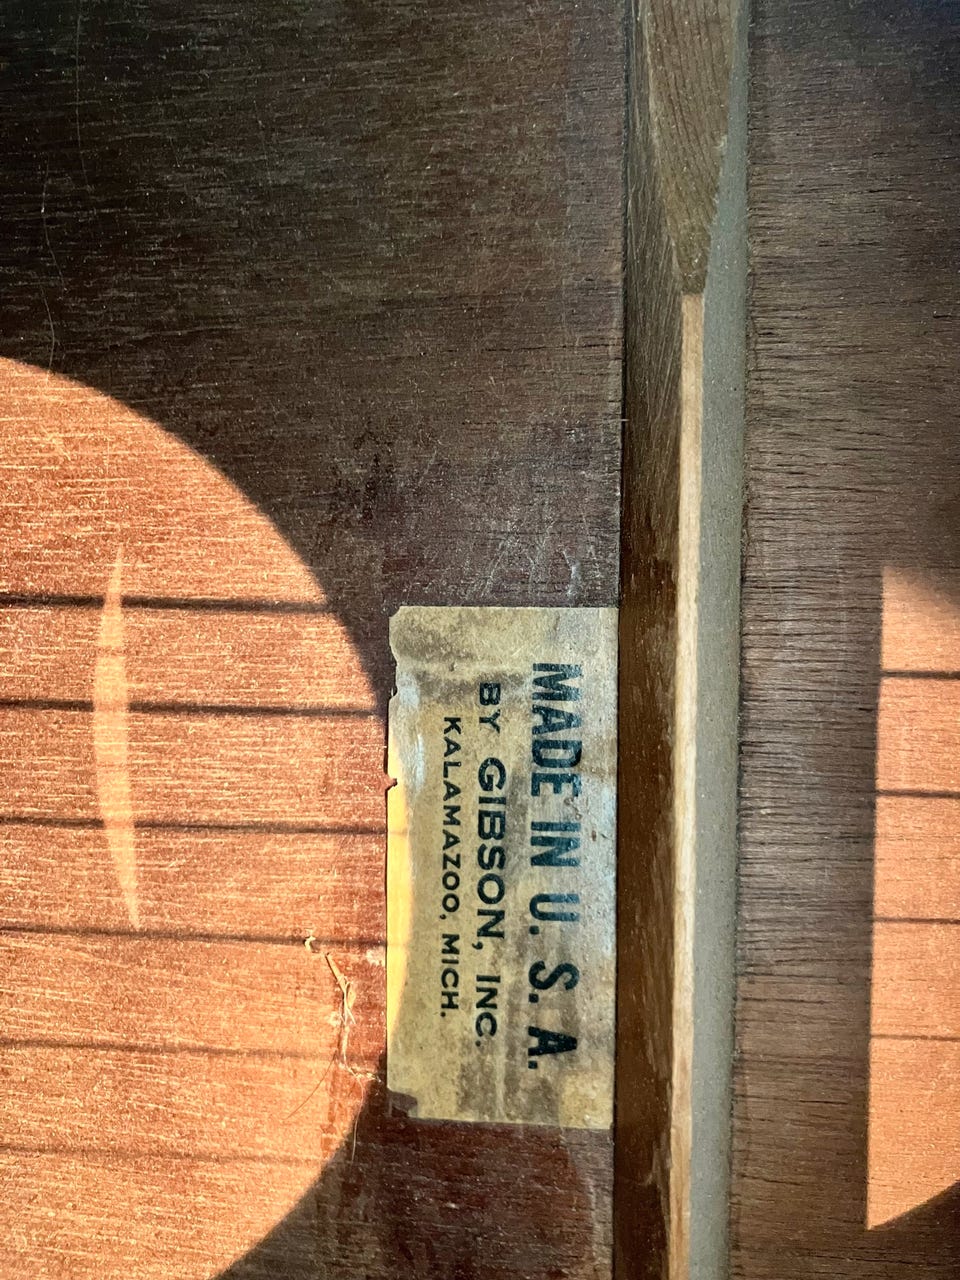 MADE IN U. S. A.
BY GIBSON, INC.
KALAMAZOO, MICH.